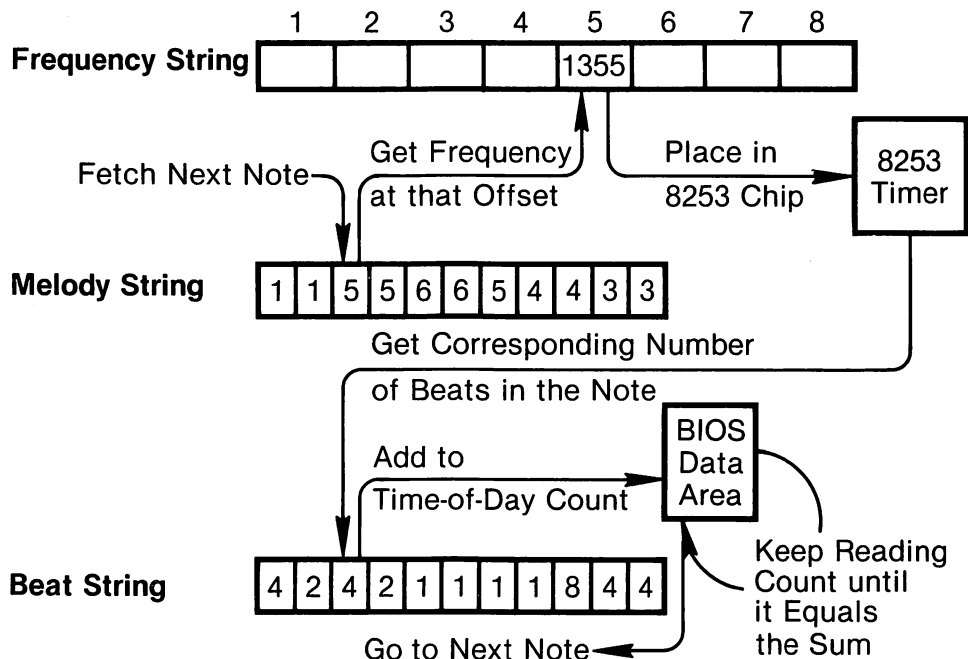 1 2 3 4 5 6 7 8
Frequency String
1355
Fetch Next Note
Get Frequency
at that Offset
Place in
8253 Chip
8253
Timer
Melody String
1 1 5 5 6 6 5 4 4 3 3
Get Corresponding Number
of Beats in the Note
Add to
Time-of-Day Count
BIOS
Data
Area
Keep Reading
Count until
it Equals
the Sum
Beat String
4 2 4 2 1 1 1 1 8 4 4
Go to Next Note